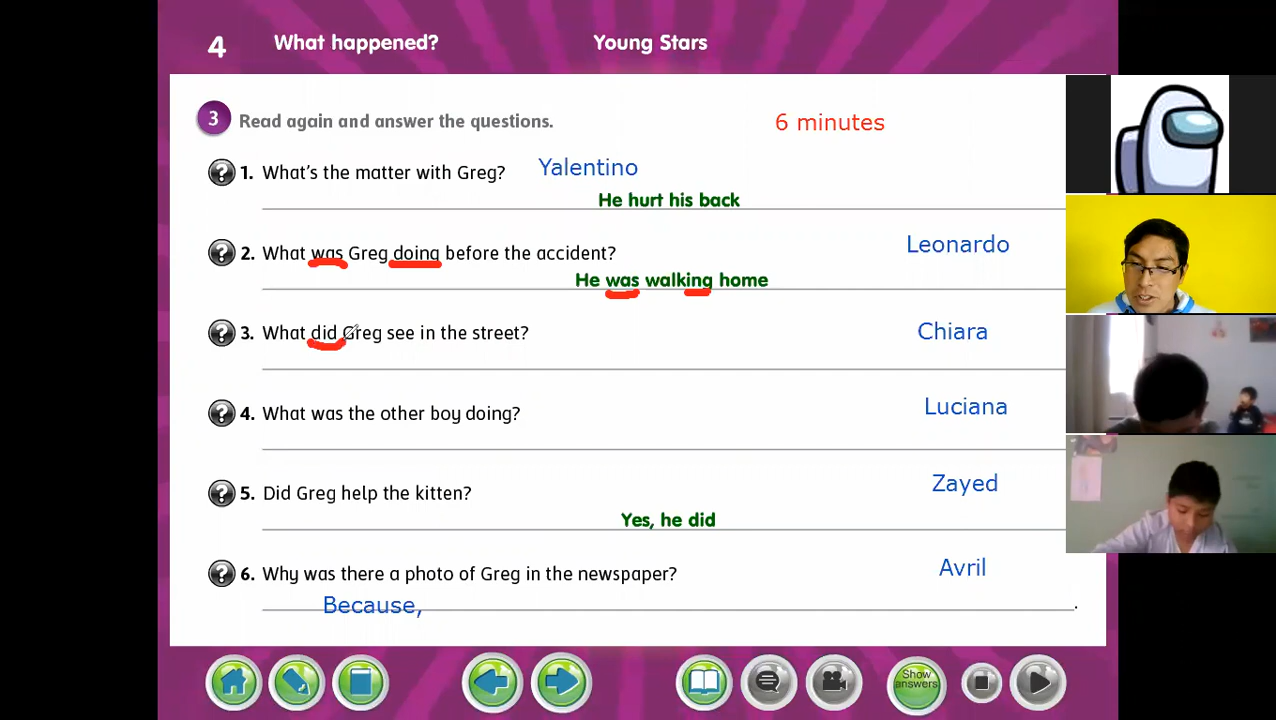 4 What happened? Young Stars
3 Read again and answer the questions. 6 minutes
? 1. What's the matter with Greg? Yalentino
He hurt his back
? 2. What was Greg doing before the accident? Leonardo
He was walking home
? 3. What did Greg see in the street? Chiara
? 4. What was the other boy doing? Luciana
? 5. Did Greg help the kitten? Zayed
Yes, he did
? 6. Why was there a photo of Greg in the newspaper? Avril
Because, .
Show
answers